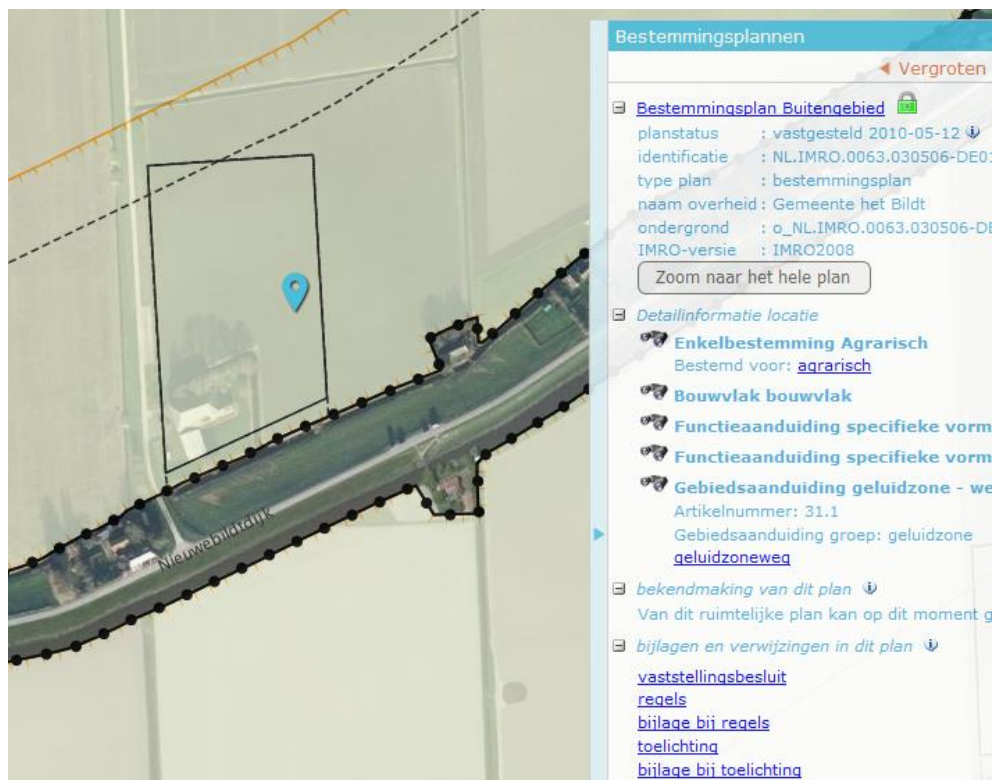 Bestemmingsplannen
Vergroten
Bestemmingsplan Buitengebied
planstatus : vastgesteld 2010-05-12
identificatie : NL.IMRO.0063.030506-DE01
type plan : bestemmingsplan
naam overheid : Gemeente het Bildt
ondergrond : o_NL.IMRO.0063.030506-DE
IMRO-versie : IMRO2008
Zoom naar het hele plan
Detailinformatie locatie
Enkelbestemming Agrarisch
Bestemd voor: agrarisch
Bouwvlak bouwvlak
Functieaanduiding specifieke vorm
Functieaanduiding specifieke vorm
Gebiedsaanduiding geluidzone - we
Artikelnummer: 31.1
Gebiedsaanduiding groep: geluidzone
geluidzoneweg
bekendmaking van dit plan
Van dit ruimtelijke plan kan op dit moment g
bijlagen en verwijzingen in dit plan
vaststellingsbesluit
regels
bijlage bij regels
toelichting
bijlage bij toelichting
Nieuwebildtdijk